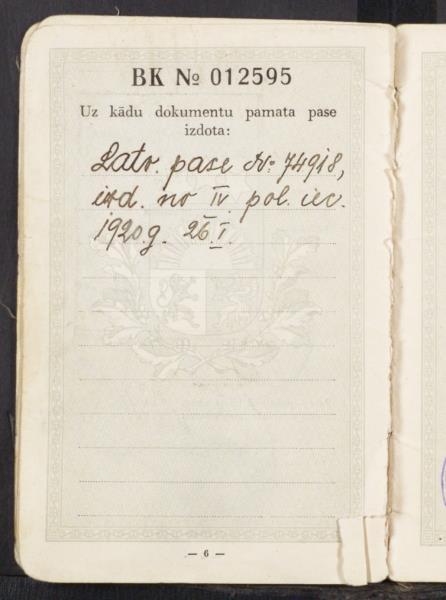 BK № 012595
Uz kādu dokumentu pamata pase
izdota:
Latv. pase № 74918,
izd. no IV pol. iec.
1920.g. 26.I.
— 6 —